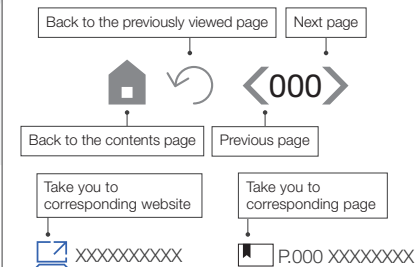 Back to the previously viewed page
Next page
000
Back to the contents page
Previous page
Take you to
corresponding website
Take you to
corresponding page
XXXXXXXXXX
P.000 XXXXXXXX